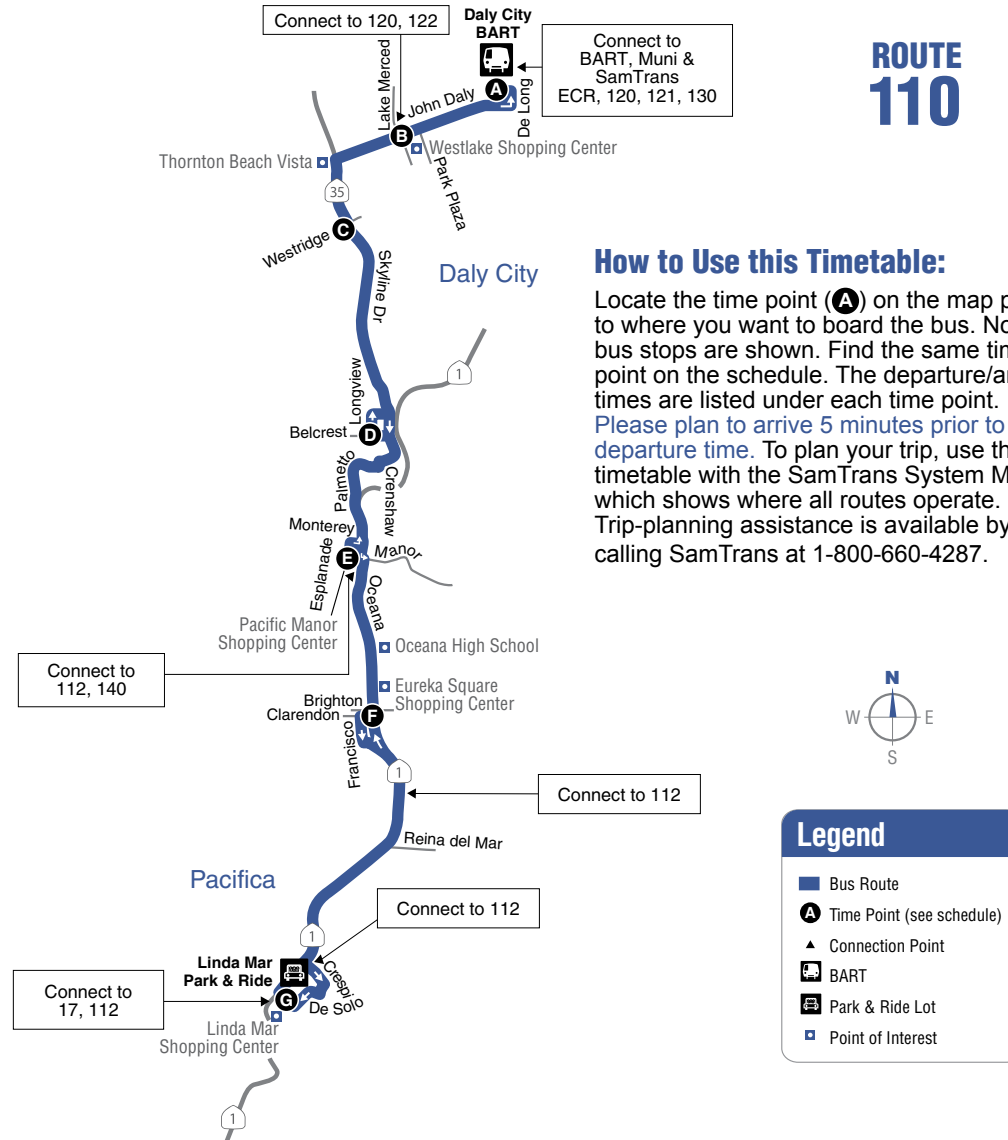 Connect to 120, 122
Daly City
BART
Connect to
BART, Muni &
SamTrans
ECR, 120, 121, 130
ROUTE
110
Lake Merced
John Daly
A
De Long
B
Westlake Shopping Center
Thornton Beach Vista
Park Plaza
35
C
Westridge
Skyline Dr
Daly City
How to Use this Timetable:
Locate the time point (A) on the map
to where you want to board the bus.
bus stops are shown. Find the same
point on the schedule. The
times are listed under each time point.
Please plan to arrive 5 minutes prior to
departure time. To plan your trip, use
timetable with the SamTrans System
which shows where all routes operate.
Trip-planning assistance is available by
calling SamTrans at 1-800-660-4287.
1
Longview
Belcrest
D
Palmetto
Crenshaw
Monterey
Manor
E
Esplanade
Oceana
Pacific Manor
Shopping Center
Oceana High School
Connect to
112, 140
Eureka Square
Shopping Center
Brighton
Clarendon
F
Francisco
1
Connect to 112
N
W
E
S
Reina del Mar
Pacifica
Connect to 112
1
Linda Mar
Park & Ride
Crespi
G
De Solo
Connect to
17, 112
Linda Mar
Shopping Center
1
Legend
Bus Route
A Time Point (see schedule)
Connection Point
BART
Park & Ride Lot
Point of Interest